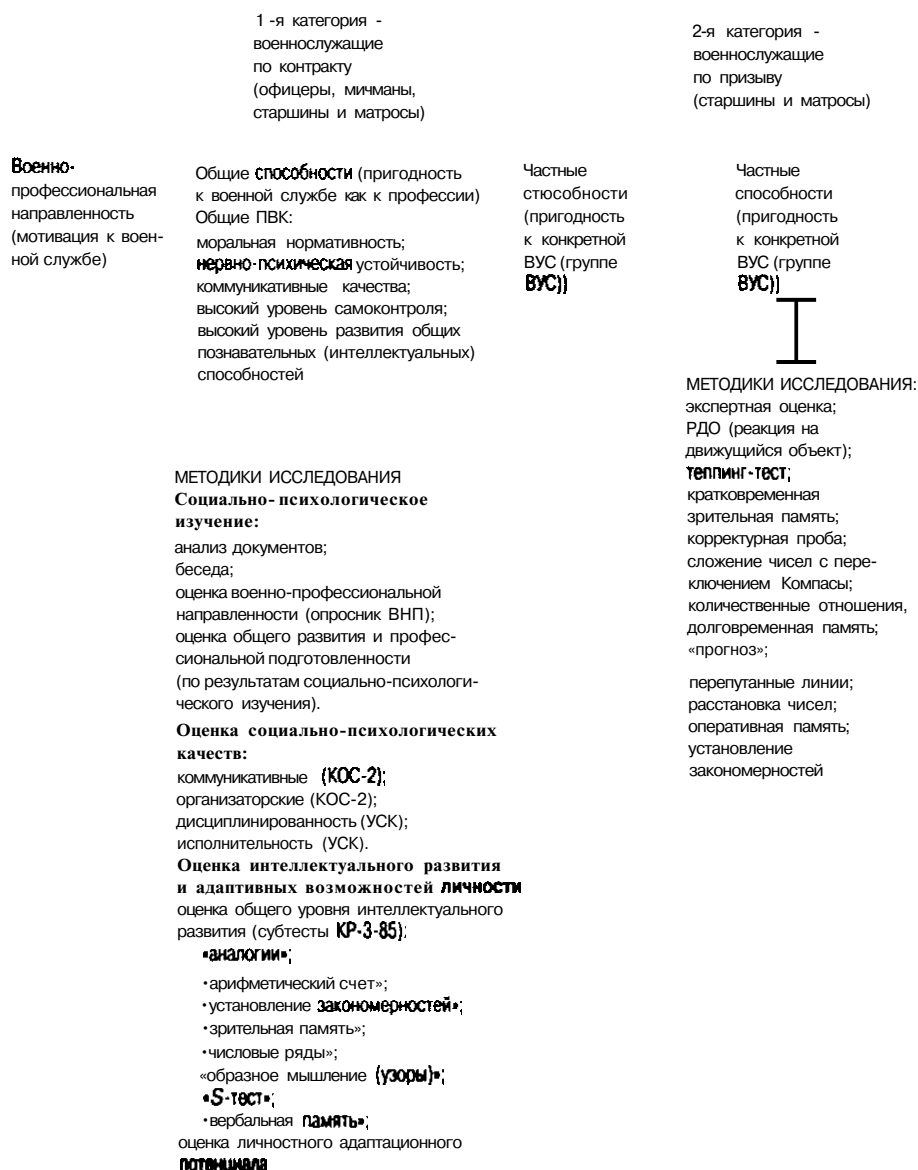 1 -я категория -
военнослужащие
по контракту
(офицеры, мичманы,
старшины и матросы)
2-я категория -
военнослужащие
по призыву
(старшины и матросы)
Военно-
профессиональная
направленность
(мотивация к воен-
ной службе)
Общие способности (пригодность
к военной службе как к профессии)
Общие ПВК:
моральная нормативность;
нервно-психическая устойчивость;
коммуникативные качества;
высокий уровень самоконтроля;
высокий уровень развития общих
познавательных (интеллектуальных)
способностей
Частные
стюсобности
(пригодность
к конкретной
ВУС (группе
ВУС))
Частные
способности
(пригодность
к конкретной
ВУС (группе
ВУС))
МЕТОДИКИ ИССЛЕДОВАНИЯ:
экспертная оценка;
РДО (реакция на
движущийся объект);
теппинг-тест;
кратковременная
зрительная память;
корректурная проба;
сложение чисел с пере-
ключением Компасы;
количественные отношения,
долговременная память;
«прогноз»;
перепутанные линии;
расстановка чисел;
оперативная память;
установление
закономерностей
МЕТОДИКИ ИССЛЕДОВАНИЯ
Социально- психологическое
изучение:
анализ документов;
беседа;
оценка военно-профессиональной
направленности (опросник ВНП);
оценка общего развития и профес-
сиональной подготовленности
(по результатам социально-психологи-
ческого изучения).
Оценка социально-психологических
качеств:
коммуникативные (КОС-2);
организаторские (КОС-2);
дисциплинированность (УСК);
исполнительность (УСК).
Оценка интеллектуального развития
и адаптивных возможностей личности
оценка общего уровня интеллектуального
развития (субтесты КР-3-85):
«аналогии»;
•арифметический счет»;
•установление закономерностей»;
•зрительная память»;
•числовые ряды»;
«образное мышление (узоры)»;
«S-тест»;
•вербальная память»;
оценка личностного адаптационного
потенциала